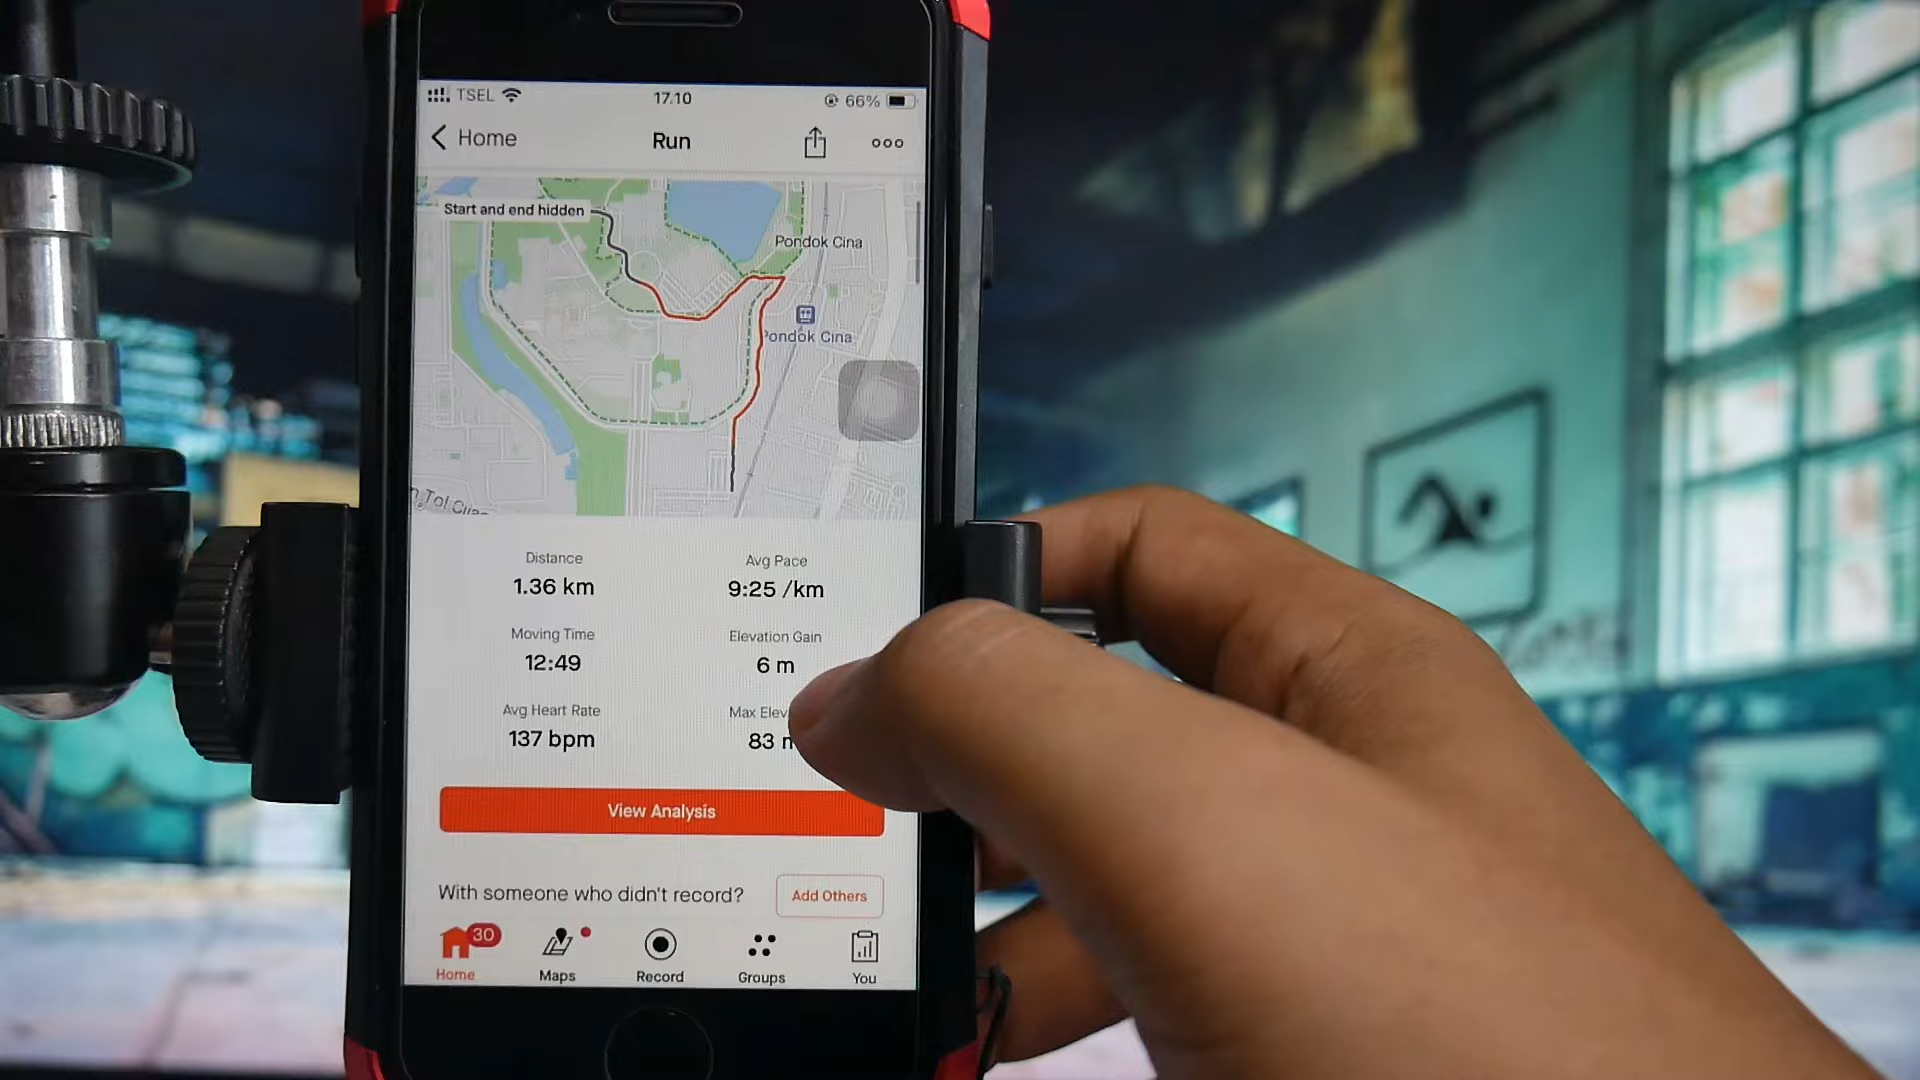 TSEL
17.10
66%
Home
Run
Start and end hidden
Pondok Cina
Pondok Cina
Distance
1.36 km
Avg Pace
9:25 /km
Moving Time
12:49
Elevation Gain
6 m
Avg Heart Rate
137 bpm
Max
83
View Analysis
With someone who didn't record?
Add Others
30
Home
Maps
Record
Groups
You